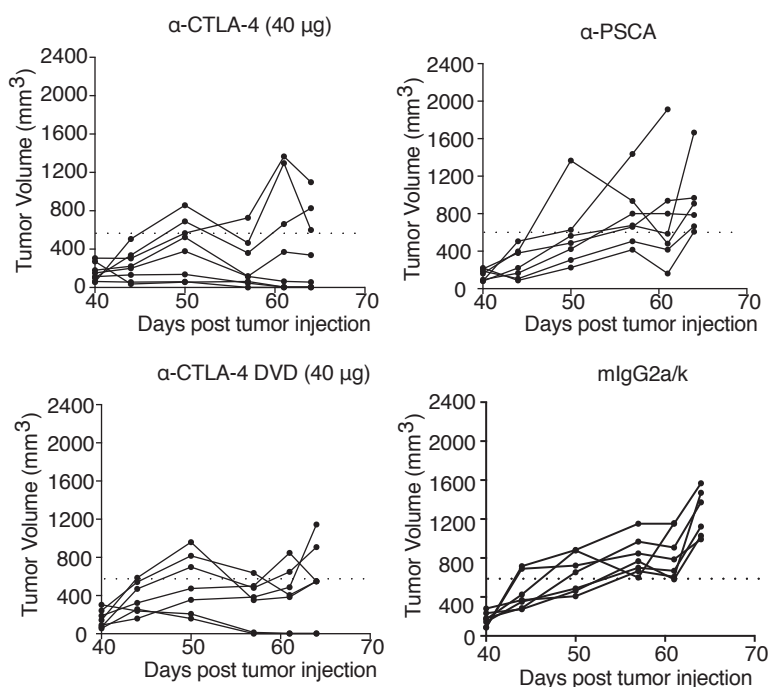 α-CTLA-4 (40 µg)
Tumor Volume (mm3)
2400
2000
1600
1200
800
400
0
40 50 60 70
Days post tumor injection
α-PSCA
Tumor Volume (mm3)
2400
2000
1600
1200
800
400
0
40 50 60 70
Days post tumor injection
α-CTLA-4 DVD (40 µg)
Tumor Volume (mm3)
2400
2000
1600
1200
800
400
0
40 50 60 70
Days post tumor injection
mIgG2a/k
Tumor Volume (mm3)
2400
2000
1600
1200
800
400
0
40 50 60 70
Days post tumor injection